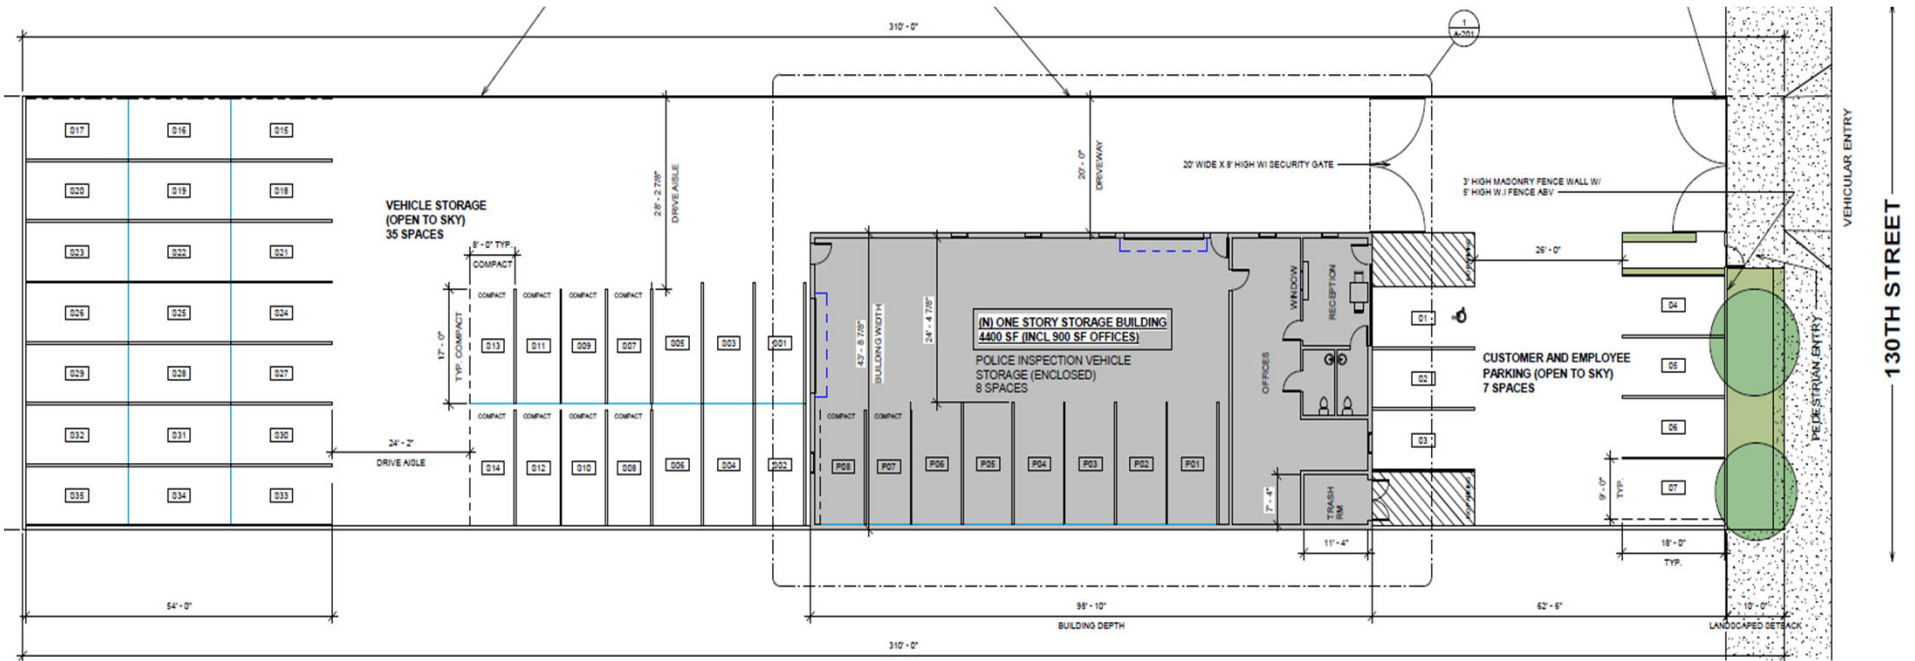 310' - 0"
1
A-201
017
016
015
020
019
018
023
022
021
026
025
024
029
028
027
032
031
030
035
034
033
VEHICLE STORAGE
(OPEN TO SKY)
35 SPACES
8' - 0" TYP.
COMPACT
28' - 2 7/8"
DRIVE AISLE
17' - 0"
TYP. COMPACT
COMPACT
COMPACT
COMPACT
COMPACT
013
011
009
007
005
003
001
COMPACT
COMPACT
COMPACT
COMPACT
014
012
010
008
006
004
002
24' - 2"
DRIVE AISLE
20' - 0"
DRIVEWAY
43' - 8 7/8"
BUILDING WIDTH
24' - 4 7/8"
(N) ONE STORY STORAGE BUILDING
4400 SF (INCL 900 SF OFFICES)
POLICE INSPECTION VEHICLE
STORAGE (ENCLOSED)
8 SPACES
COMPACT
COMPACT
P08
P07
P06
P05
P04
P03
P02
P01
OFFICES
WINDOW
RECEPTION
7' - 4"
TRASH
RM
11' - 4"
20' WIDE X 8' HIGH WI SECURITY GATE
3' HIGH MASONRY FENCE WALL W/
5' HIGH W.I FENCE ABV
26' - 0"
01
02
03
04
05
06
07
CUSTOMER AND EMPLOYEE
PARKING (OPEN TO SKY)
7 SPACES
9' - 0"
TYP.
18' - 0"
TYP.
VEHICULAR ENTRY
PEDESTRIAN ENTRY
130TH STREET
54' - 0"
98' - 10"
BUILDING DEPTH
62' - 6"
10' - 0"
LANDSCAPED SETBACK
310' - 0"